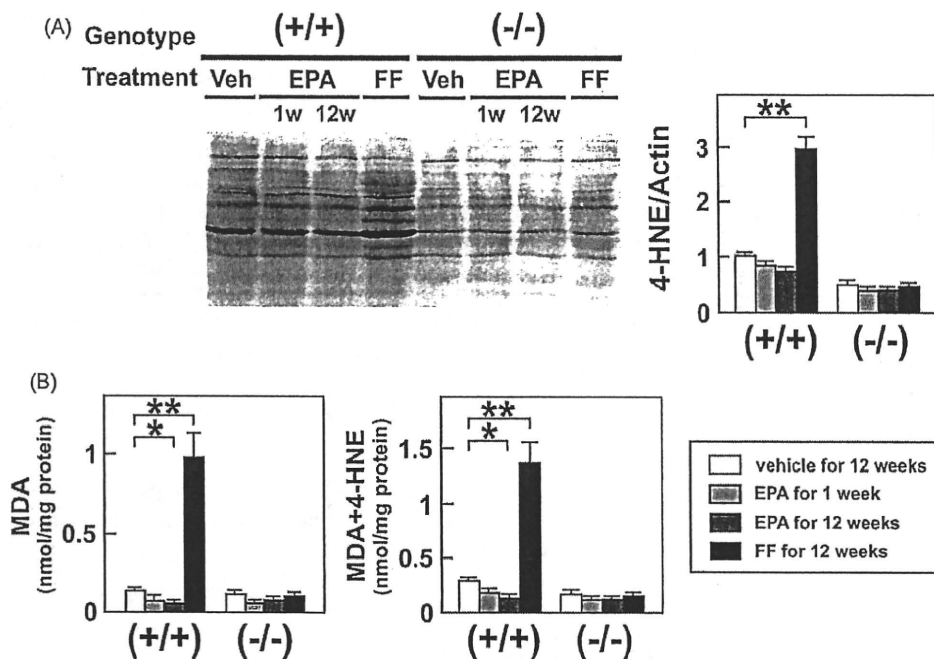 (A) Genotype (+/+) (-/-)
Treatment Veh EPA FF Veh EPA FF
1w 12w 1w 12w
4-HNE/Actin
3
2
1
0
**
(+/+) (-/-)
(B)
MDA
(nmol/mg protein)
1
0.5
0
**
*
(+/+) (-/-)
MDA+4-HNE
(nmol/mg protein)
1.5
1
0.5
0
**
*
(+/+) (-/-)
vehicle for 12 weeks
EPA for 1 week
EPA for 12 weeks
FF for 12 weeks